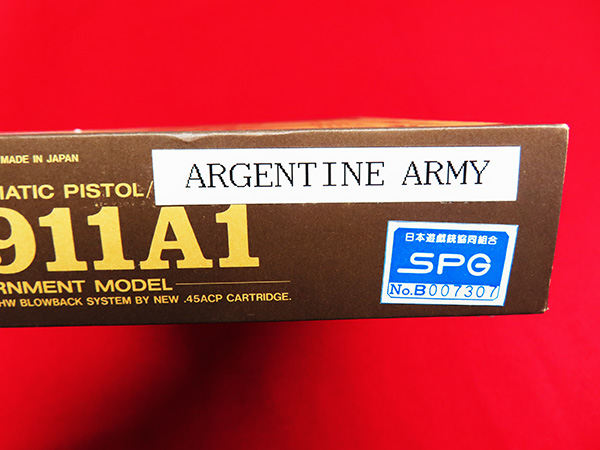 MADE IN JAPAN
ARGENTINE ARMY
MATIC PISTOL/
911A1
RNMENT MODEL
HW BLOWBACK SYSTEM BY NEW .45ACP CARTRIDGE.
日本遊戯銃協同組合
SPG
No.B007307